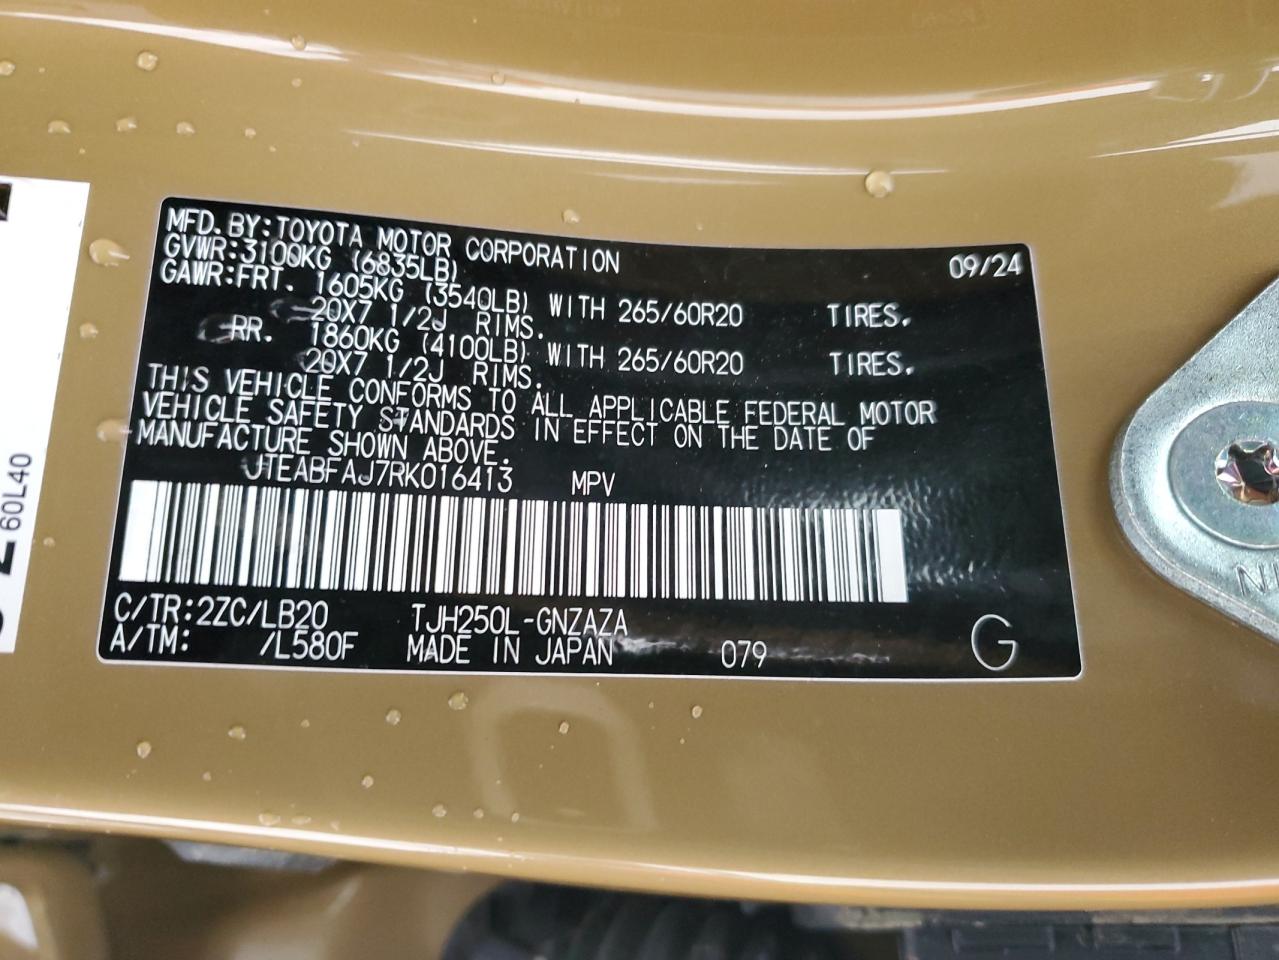 MFD. BY:TOYOTA MOTOR CORPORATION 09/24
GVWR:3100KG (6835LB)
GAWR:FRT. 1605KG (3540LB) WITH 265/60R20 TIRES.
20X7 1/2J RIMS.
RR. 1860KG (4100LB) WITH 265/60R20 TIRES.
20X7 1/2J RIMS.
THIS VEHICLE CONFORMS TO ALL APPLICABLE FEDERAL MOTOR
VEHICLE SAFETY STANDARDS IN EFFECT ON THE DATE OF
MANUFACTURE SHOWN ABOVE.
JTEABFAJ7RK016413 MPV
C/TR:2ZC/LB20 TJH250L-GNZAZA
A/TM: /L580F MADE IN JAPAN 079 G
60L40